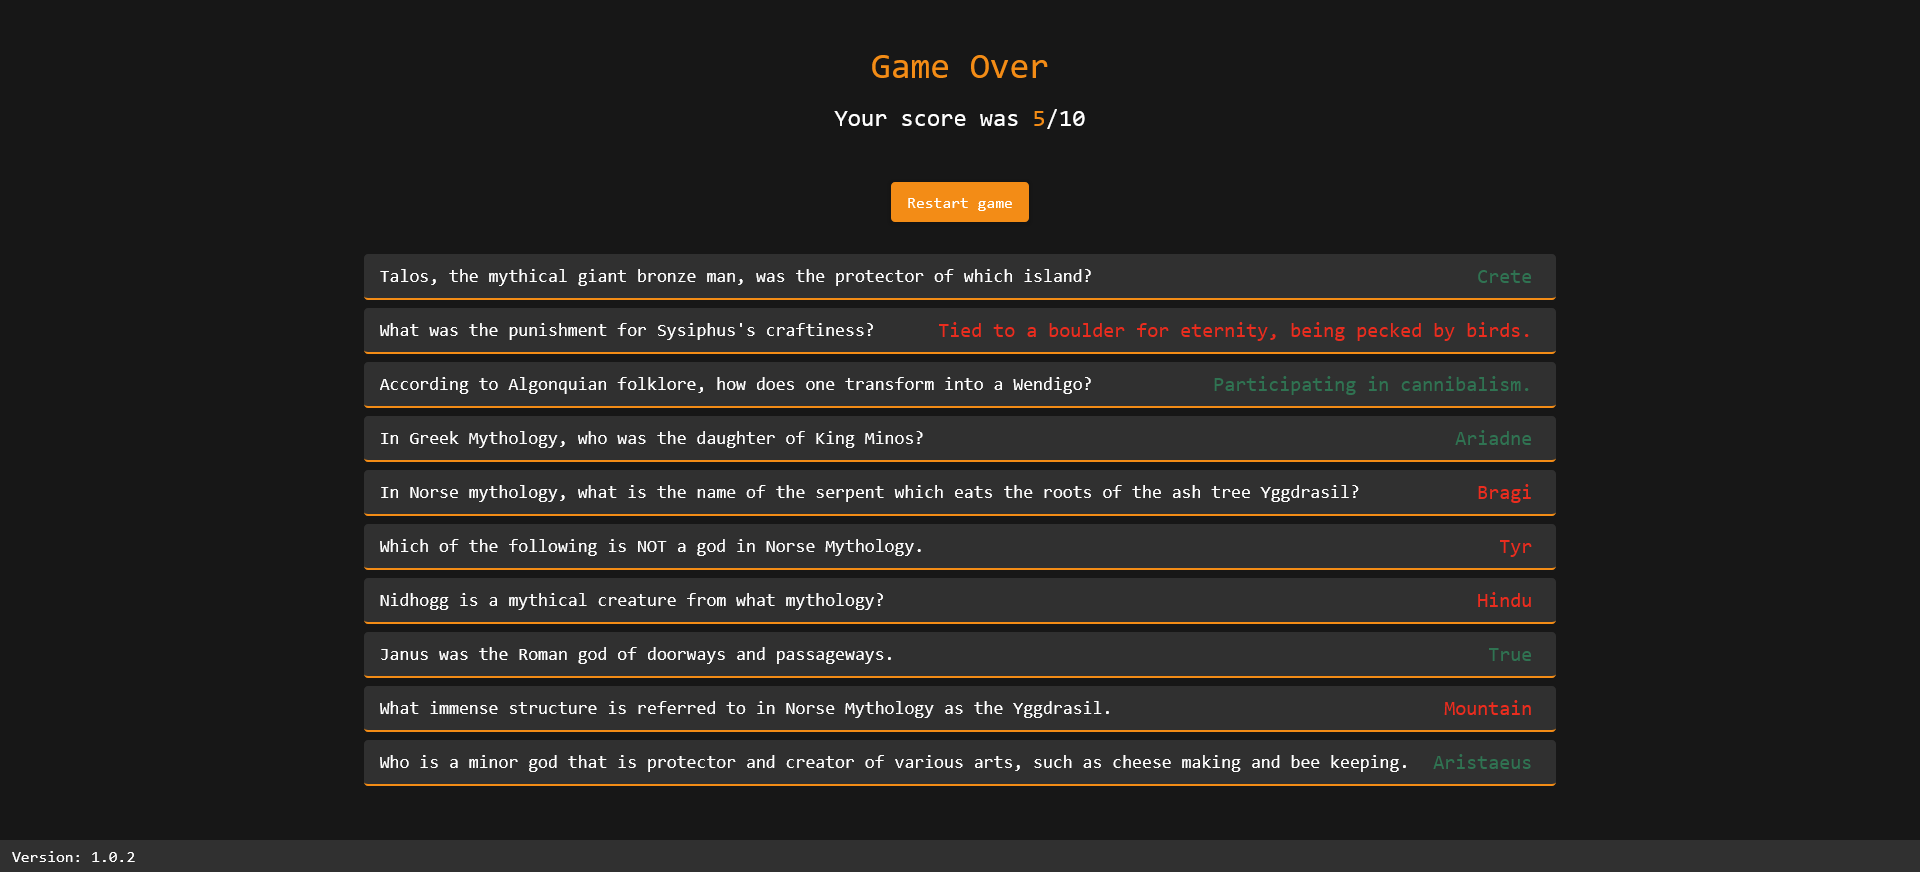 Game Over
Your score was 5/10
Restart game
Talos, the mythical giant bronze man, was the protector of which island? Crete
What was the punishment for Sysiphus's craftiness? Tied to a boulder for eternity, being pecked by birds.
According to Algonquian folklore, how does one transform into a Wendigo? Participating in cannibalism.
In Greek Mythology, who was the daughter of King Minos? Ariadne
In Norse mythology, what is the name of the serpent which eats the roots of the ash tree Yggdrasil? Bragi
Which of the following is NOT a god in Norse Mythology. Tyr
Nidhogg is a mythical creature from what mythology? Hindu
Janus was the Roman god of doorways and passageways. True
What immense structure is referred to in Norse Mythology as the Yggdrasil. Mountain
Who is a minor god that is protector and creator of various arts, such as cheese making and bee keeping. Aristaeus
Version: 1.0.2